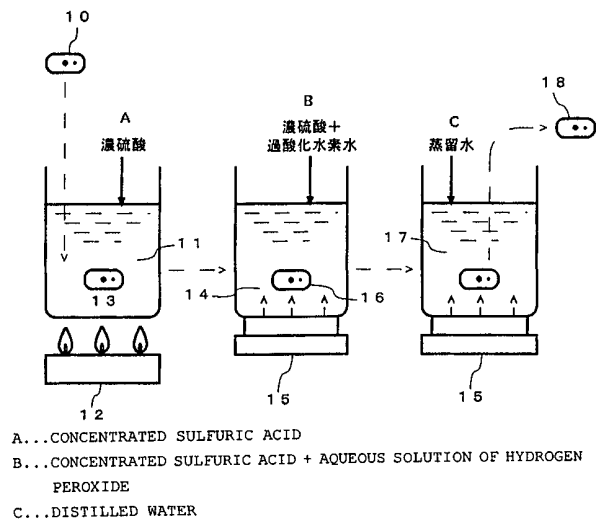 10
18
A
濃硫酸
B
濃硫酸＋
過酸化水素水
C
蒸留水
11
13
14
16
17
12
15
15
A...CONCENTRATED SULFURIC ACID
B...CONCENTRATED SULFURIC ACID + AQUEOUS SOLUTION OF HYDROGEN
PEROXIDE
C...DISTILLED WATER